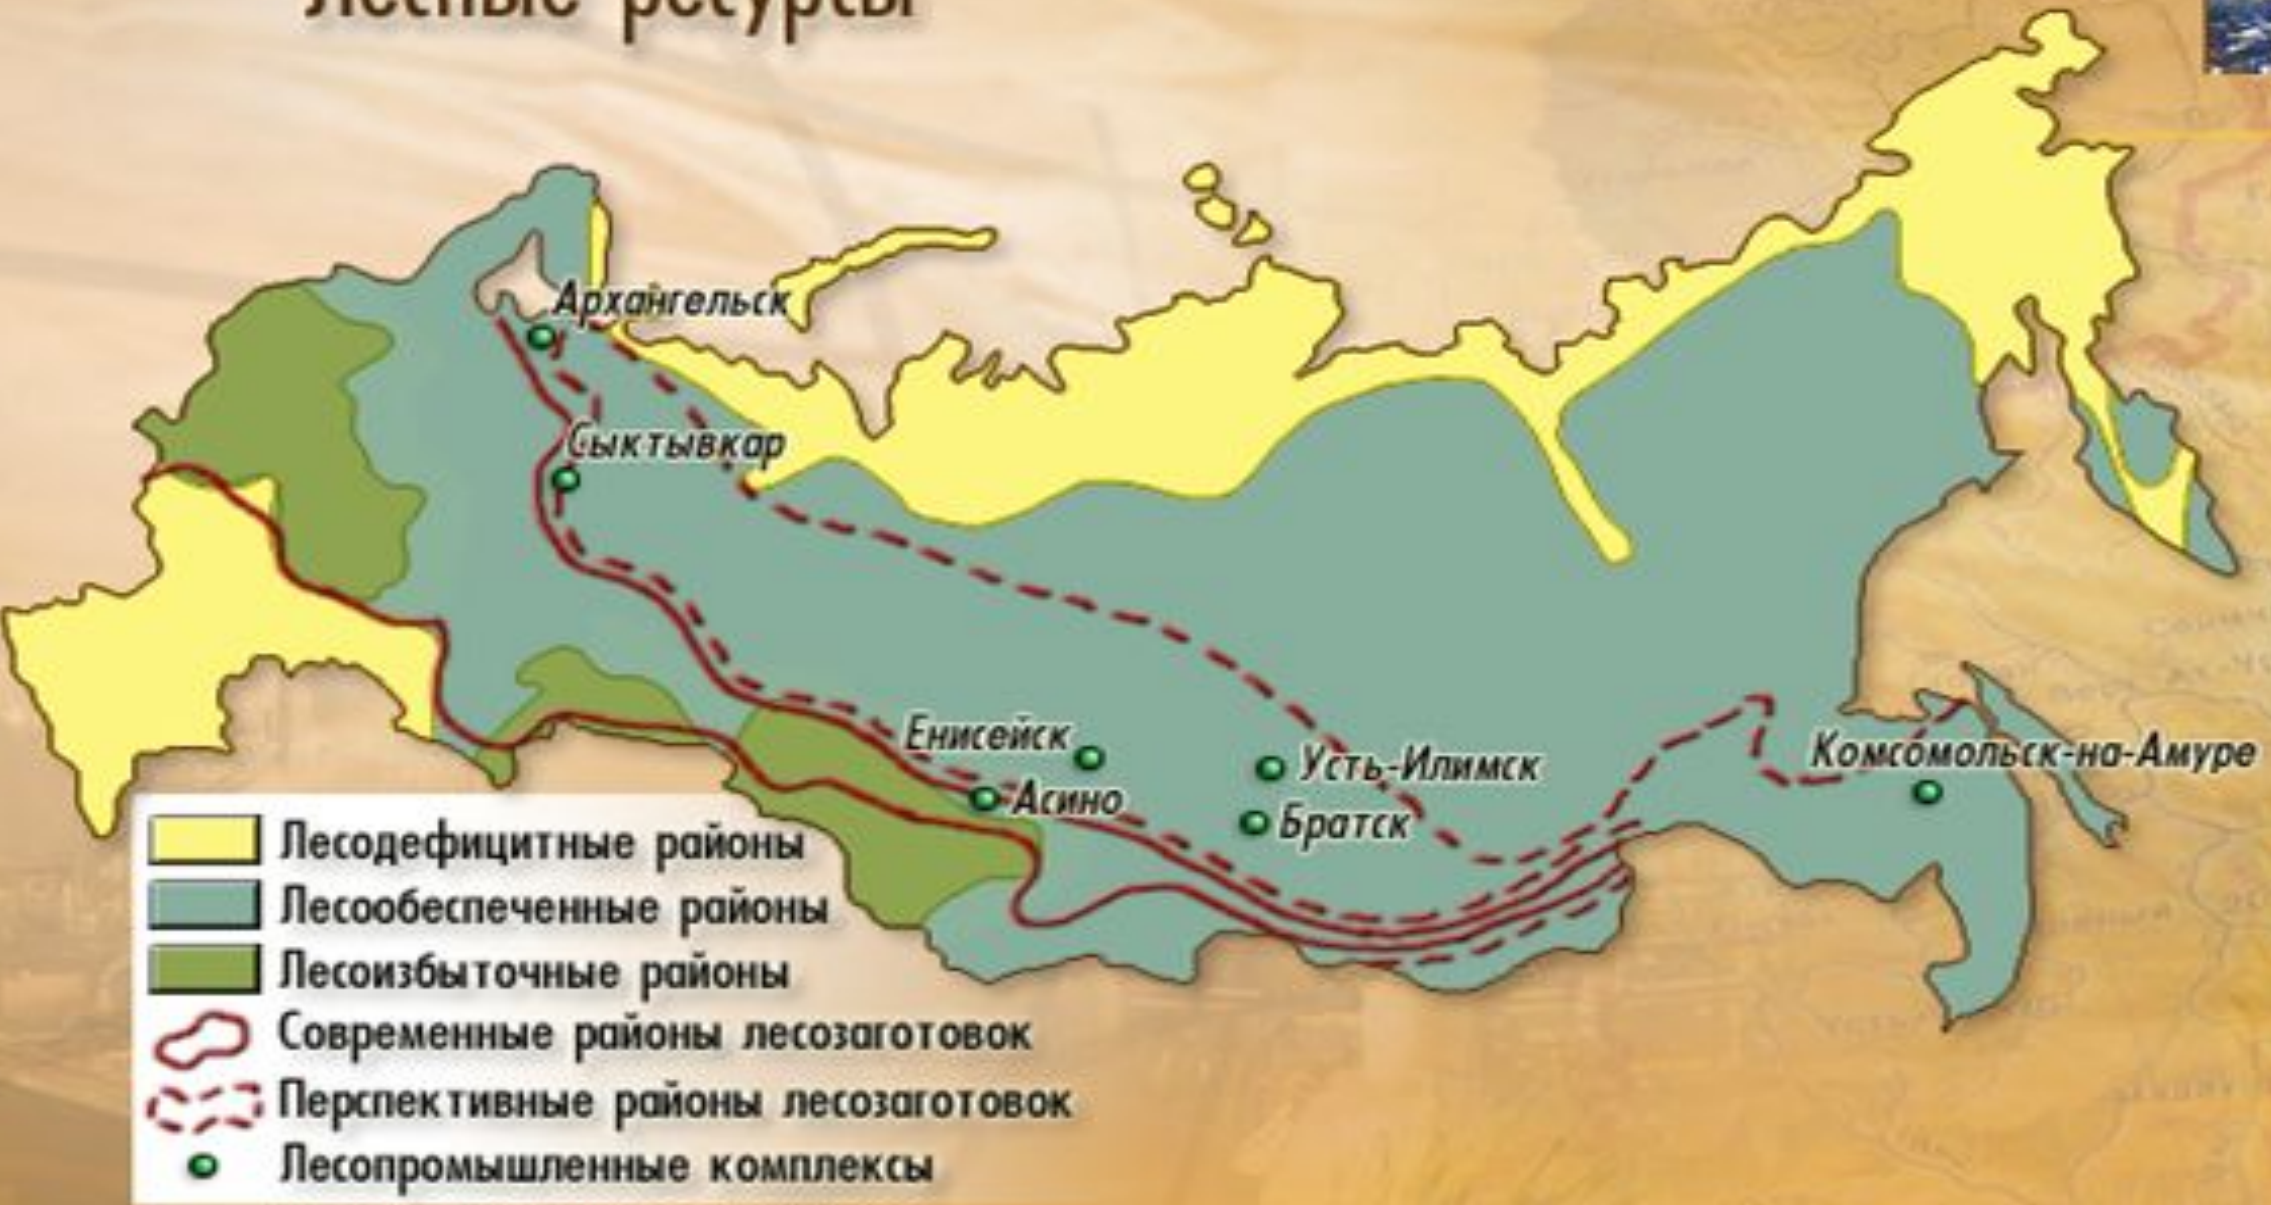 Лесные ресурсы
Архангельск
Сыктывкар
Енисейск
Усть-Илимск
Комсомольск-на-Амуре
Асино
Братск
Лесодефицитные районы
Лесообеспеченные районы
Лесоизбыточные районы
Современные районы лесозаготовок
Перспективные районы лесозаготовок
Лесопромышленные комплексы